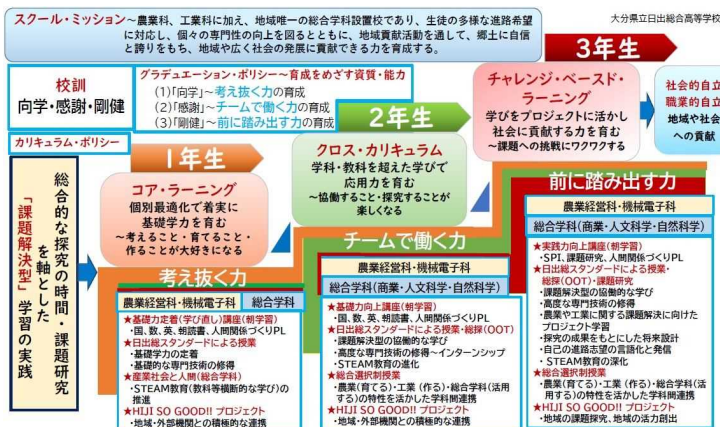 スクール・ミッション～農業科、工業科に加え、地域唯一の総合学科設置校であり、生徒の多様な進路希望
に対応し、個々の専門性の向上を図るとともに、地域貢献活動を通して、郷土に自信
と誇りをもち、地域や広く社会の発展に貢献できる力を育成する。
大分県立日出総合高等学校
校訓
向学・感謝・剛健
グラデュエーション・ポリシー～育成をめざす資質・能力
(1)「向学」～考え抜く力の育成
(2)「感謝」～チームで働く力の育成
(3)「剛健」～前に踏み出す力の育成
カリキュラム・ポリシー
総合的な探究の時間・課題研究
を軸とした
「課題解決型」学習の実践
1年生
コア・ラーニング
個別最適化で着実に
基礎学力を育む
～考えること・育てること・
作ることが大好きになる
2年生
クロス・カリキュラム
学科・教科を超えた学びで
応用力を育む
～協働すること・探究することが
楽しくなる
3年生
チャレンジ・ベースド・
ラーニング
学びをプロジェクトに活かし
社会に貢献する力を育む
～課題への挑戦にワクワクする
社会的自立
職業的自立
地域や社会
への貢献
考え抜く力
農業経営科・機械電子科
総合学科
★基礎力定着(学び直し)講座(朝学習)
・国、数、英、朝読書、人間関係づくりPL
★日出総スタンダードによる授業
・基礎学力の定着
・基礎的な専門技術の修得
★産業社会と人間(総合学科)
・STEAM教育(教科等横断的な学び)の
推進
★HIJI SO GOOD!! プロジェクト
・地域・外部機関との積極的な連携
チームで働く力
農業経営科・機械電子科
総合学科(商業・人文科学・自然科学)
★基礎力向上講座(朝学習)
・国、数、英、朝読書、人間関係づくりPL
★日出総スタンダードによる授業・総探(OOT)
・課題解決型の協働的な学び
・高度な専門技術の修得～インターンシップ
・STEAM教育の進化
★総合選択制授業
・農業(育てる)・工業(作る)・総合学科(活用
する)の特性を活かした学科間連携
★HIJI SO GOOD!! プロジェクト
・地域・外部機関との積極的な連携
前に踏み出す力
農業経営科・機械電子科
総合学科(商業・人文科学・自然科学)
★実践力向上講座(朝学習)
・SPI、課題研究、人間関係づくりPL
★日出総スタンダードによる授業・
総探(OOT)・課題研究
・課題解決型の協働的な学び
・高度な専門技術の修得
・農業や工業に関する課題解決に向けた
プロジェクト学習
・探究の成果をもとにした将来設計
・自己の進路志望の言語化と発信
・STEAM教育の深化
★総合選択制授業
・農業(育てる)・工業(作る)・総合学科(活
用する)の特性を活かした学科間連携
★HIJI SO GOOD!! プロジェクト
・地域の課題探究、地域の活力創出